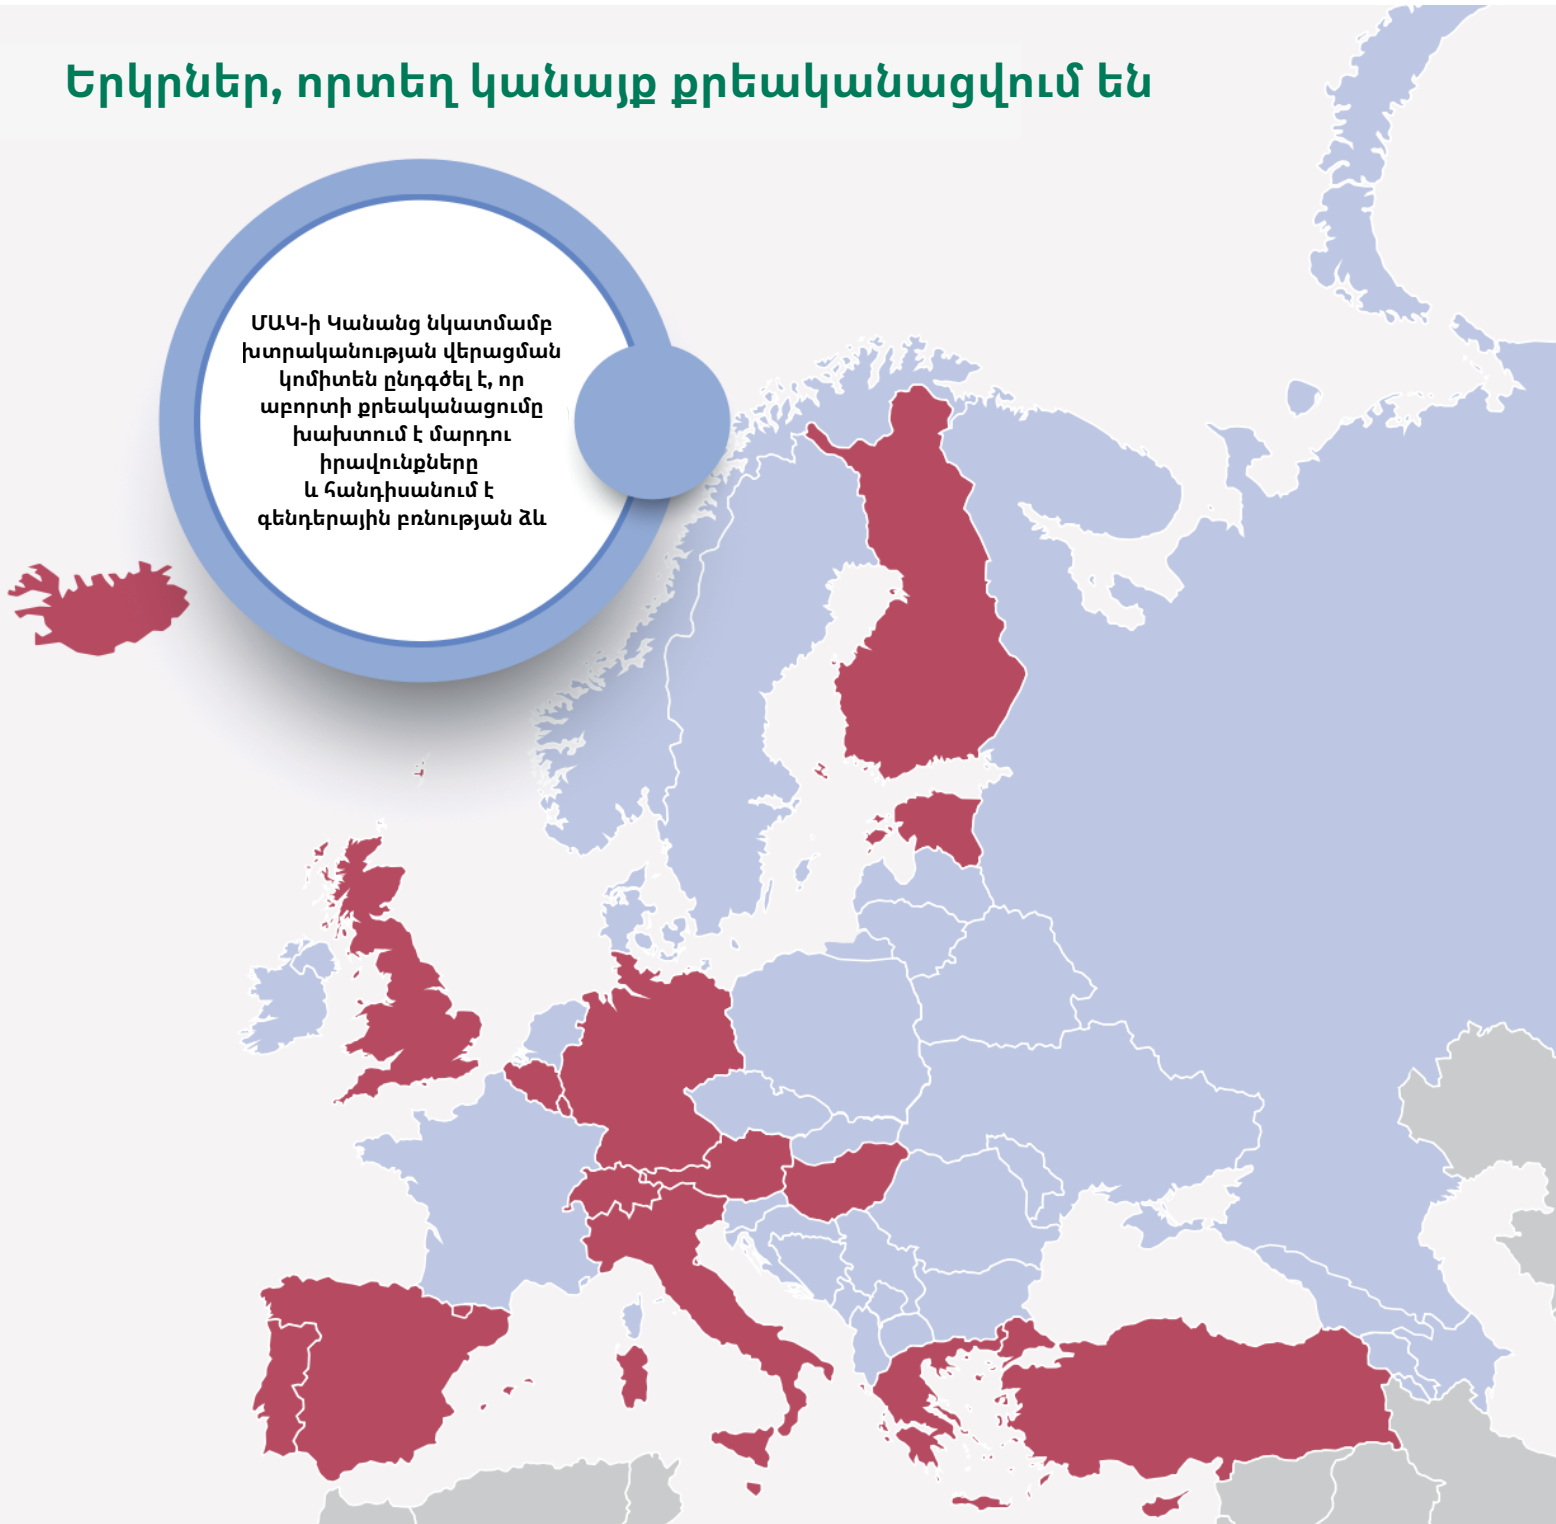 Երկրներ, որտեղ կանայք քրեականացվում են
ՄԱԿ-ի Կանանց նկատմամբ
խտրականության վերացման
կոմիտեն ընդգծել է, որ
աբորտի քրեականացումը
խախտում է մարդու
իրավունքները
և հանդիսանում է
գենդերային բռնության ձև